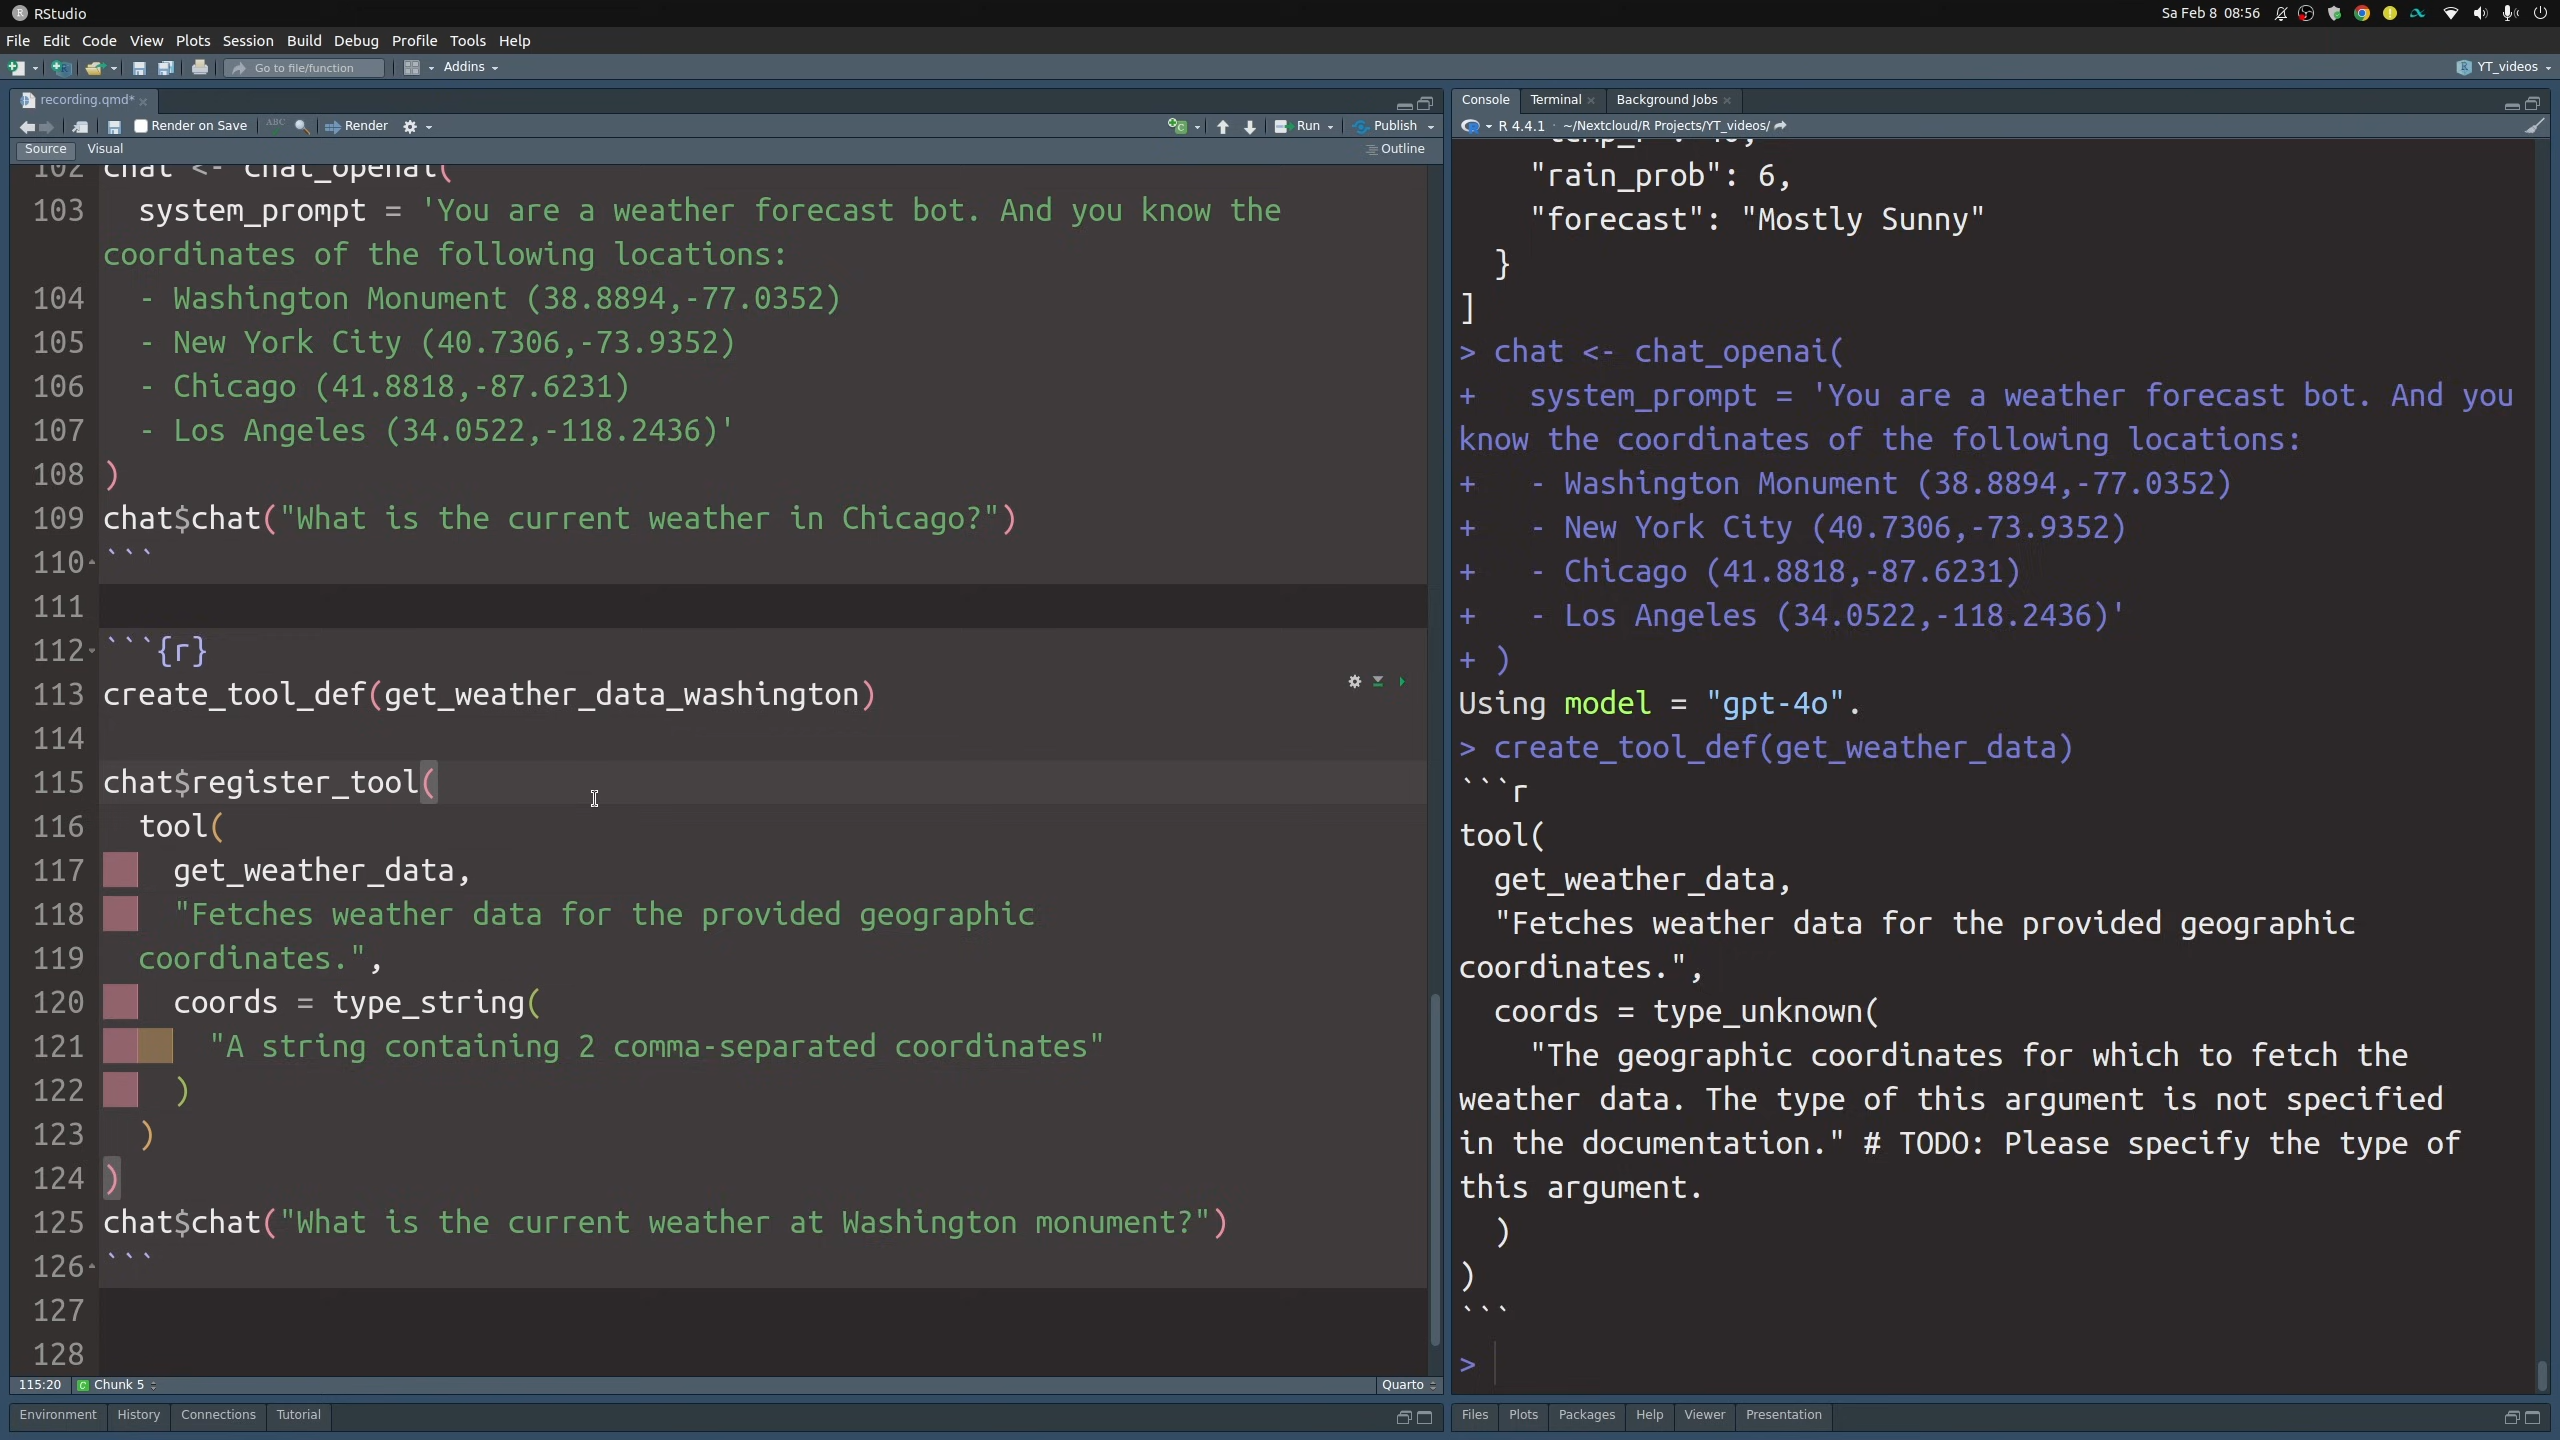 RStudio
Sa Feb 8 08:56
File Edit Code View Plots Session Build Debug Profile Tools Help
Go to file/function
Addins
YT_videos
recording.qmd*
Render on Save
ABC
Render
Run
Publish
Source Visual
Outline
102 chat <- chat_openai(
103   system_prompt = 'You are a weather forecast bot. And you know the
coordinates of the following locations:
104   - Washington Monument (38.8894,-77.0352)
105   - New York City (40.7306,-73.9352)
106   - Chicago (41.8818,-87.6231)
107   - Los Angeles (34.0522,-118.2436)'
108 )
109 chat$chat("What is the current weather in Chicago?")
110 ```
111
112 ```{r}
113 create_tool_def(get_weather_data_washington)
114
115 chat$register_tool(
116   tool(
117     get_weather_data,
118     "Fetches weather data for the provided geographic
119   coordinates.",
120     coords = type_string(
121       "A string containing 2 comma-separated coordinates"
122     )
123   )
124 )
125 chat$chat("What is the current weather at Washington monument?")
126 ```
127
128
115:20 C Chunk 5
Quarto
Environment History Connections Tutorial
Console Terminal Background Jobs
R 4.4.1 · ~/Nextcloud/R Projects/YT_videos/
"rain_prob": 6,
"forecast": "Mostly Sunny"
}
]
> chat <- chat_openai(
+   system_prompt = 'You are a weather forecast bot. And you
know the coordinates of the following locations:
+   - Washington Monument (38.8894,-77.0352)
+   - New York City (40.7306,-73.9352)
+   - Chicago (41.8818,-87.6231)
+   - Los Angeles (34.0522,-118.2436)'
+ )
Using model = "gpt-4o".
> create_tool_def(get_weather_data)
```r
tool(
  get_weather_data,
  "Fetches weather data for the provided geographic
coordinates.",
  coords = type_unknown(
    "The geographic coordinates for which to fetch the
weather data. The type of this argument is not specified
in the documentation." # TODO: Please specify the type of
this argument.
  )
)
```
>
Files Plots Packages Help Viewer Presentation